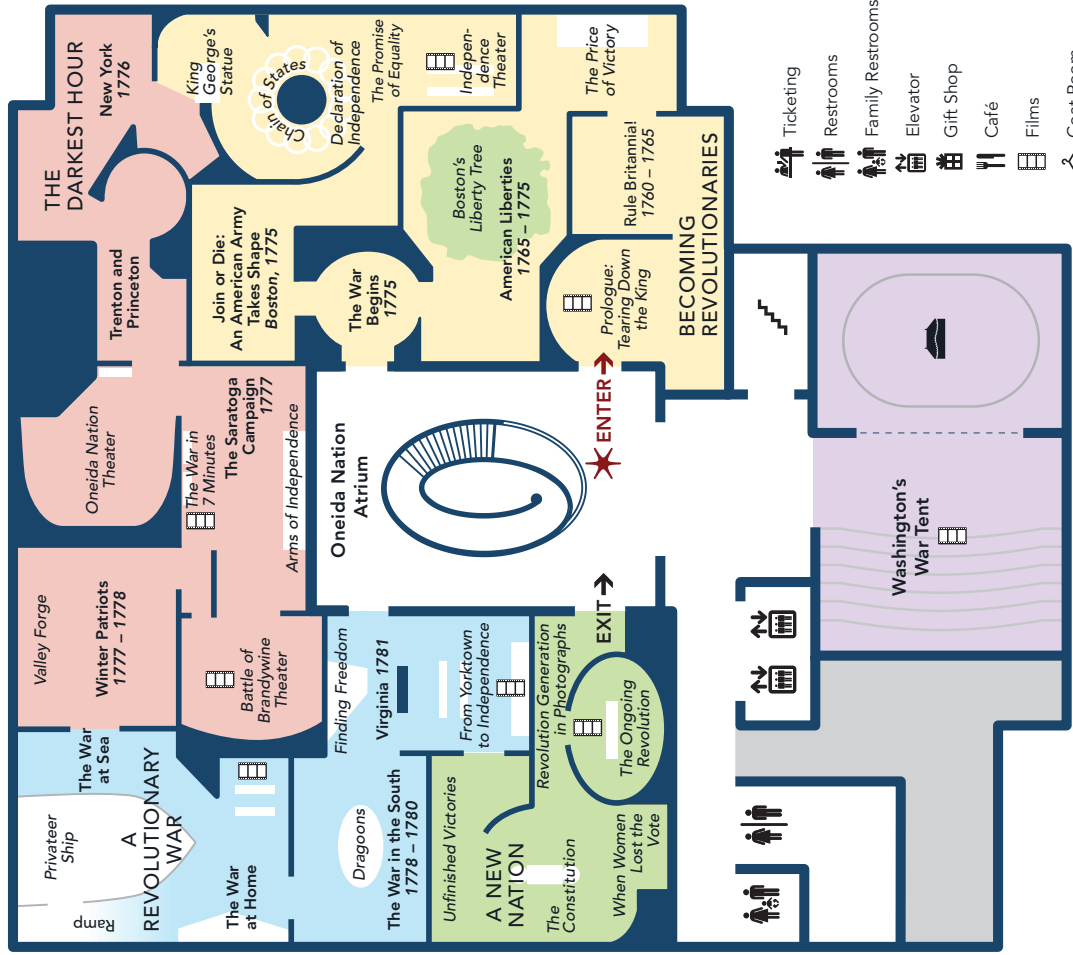 THE
DARKEST HOUR
New York
1776
Trenton and
Princeton
Oneida Nation
Theater
The War in
7 Minutes
The Saratoga
Campaign
1777
Arms of Independence
Valley Forge
Winter Patriots
1777 – 1778
Battle of
Brandywine
Theater
King
George's
Statue
Chain of States
Declaration of
Independence
The Promise
of Equality
Indepen-
dence
Theater
The Price
of Victory
Join or Die:
An American Army
Takes Shape
Boston, 1775
The War
Begins
1775
Boston's
Liberty Tree
American Liberties
1765 – 1775
Rule Britannia!
1760 – 1765
Prologue:
Tearing Down
the King
BECOMING
REVOLUTIONARIES
Oneida Nation
Atrium
ENTER
EXIT
The War
at Sea
Privateer
Ship
Ramp
A
REVOLUTIONARY
WAR
The War
at Home
Finding Freedom
Virginia 1781
From Yorktown
to Independence
Dragoons
The War in the South
1778 – 1780
Unfinished Victories
A NEW
NATION
The
Constitution
When Women
Lost the
Vote
Revolution Generation
in Photographs
The Ongoing
Revolution
Washington's
War Tent
Ticketing
Restrooms
Family Restrooms
Elevator
Gift Shop
Café
Films
Coat Room